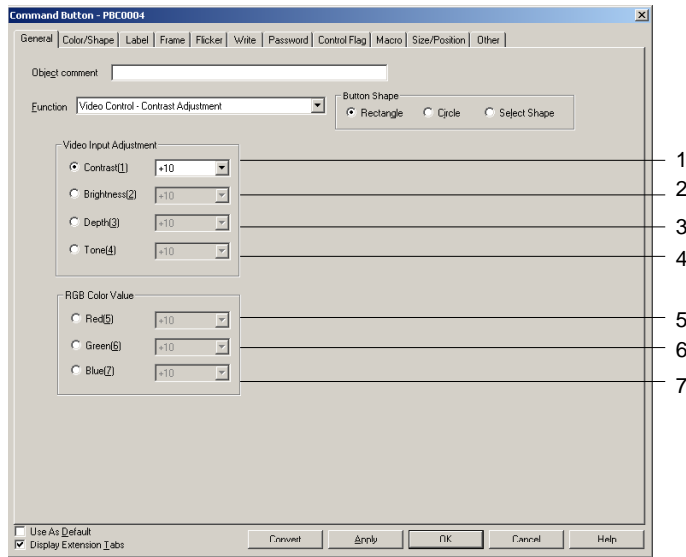 Command Button - PBC0004
General Color/Shape Label Frame Flicker Write Password Control Flag Macro Size/Position Other
Object comment
Function Video Control - Contrast Adjustment
Button Shape
Rectangle Circle Select Shape
Video Input Adjustment
Contrast(1) +10 1
Brightness(2) +10 2
Depth(3) +10 3
Tone(4) +10 4
RGB Color Value
Red(5) +10 5
Green(6) +10 6
Blue(7) +10 7
Use As Default
Display Extension Tabs
Convert Apply OK Cancel Help